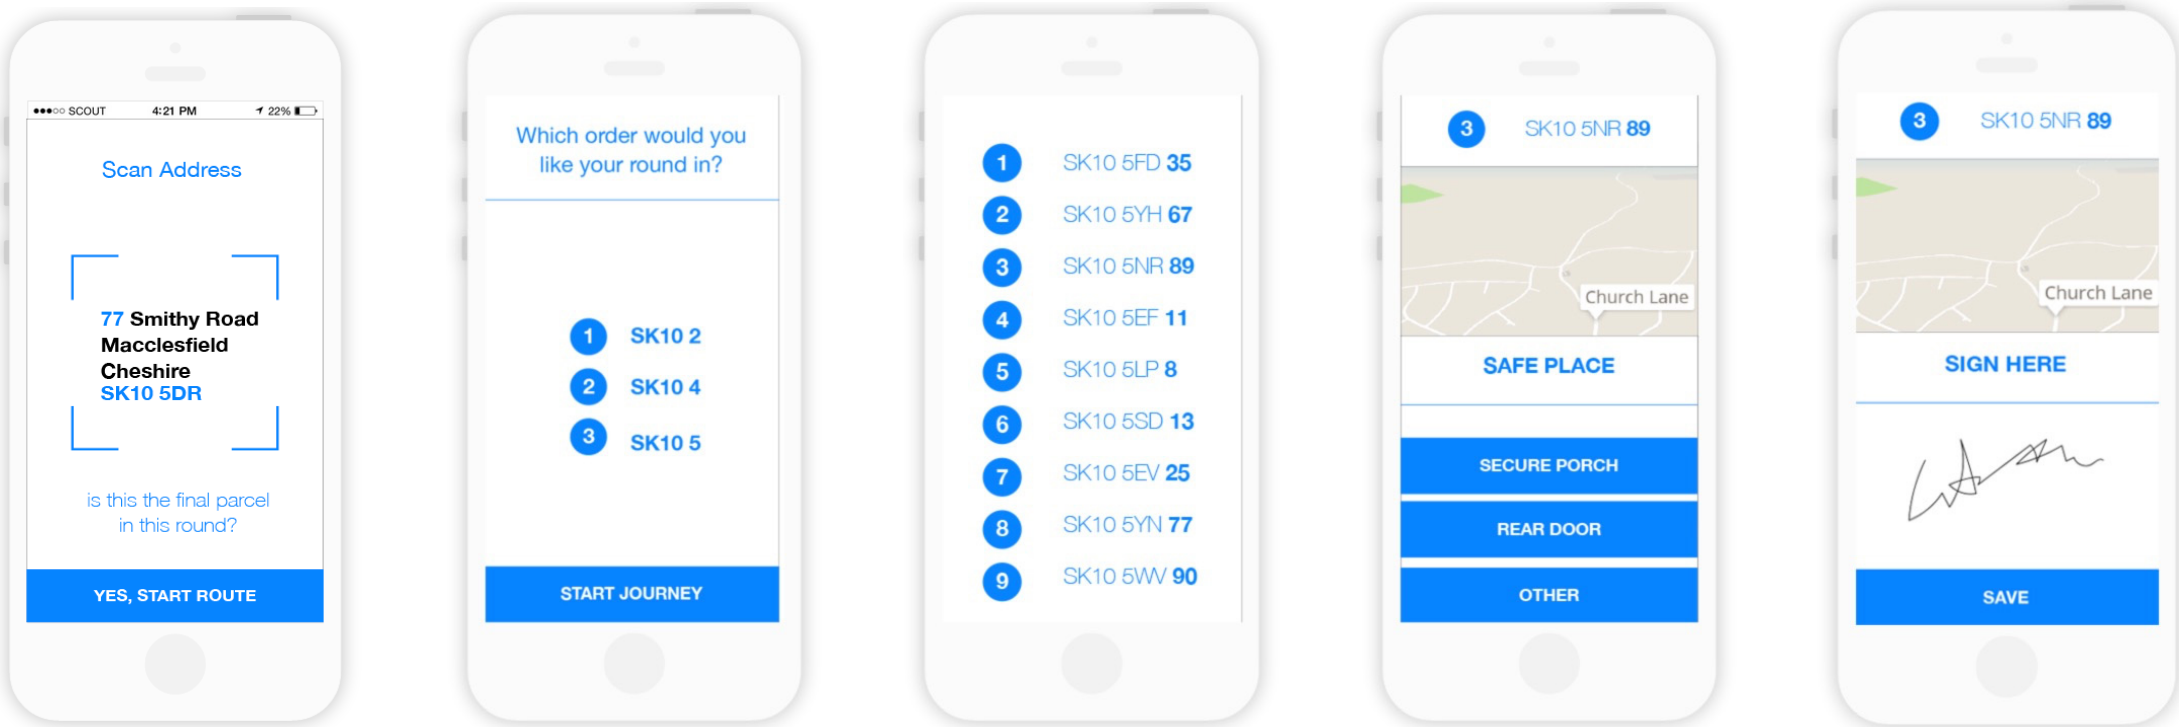 SCOUT 4:21 PM 22%
Scan Address
77 Smithy Road
Macclesfield
Cheshire
SK10 5DR
is this the final parcel
in this round?
YES, START ROUTE
Which order would you
like your round in?
1 SK10 2
2 SK10 4
3 SK10 5
START JOURNEY
1 SK10 5FD 35
2 SK10 5YH 67
3 SK10 5NR 89
4 SK10 5EF 11
5 SK10 5LP 8
6 SK10 5SD 13
7 SK10 5EV 25
8 SK10 5YN 77
9 SK10 5WV 90
3 SK10 5NR 89
Church Lane
SAFE PLACE
SECURE PORCH
REAR DOOR
OTHER
3 SK10 5NR 89
Church Lane
SIGN HERE
SAVE